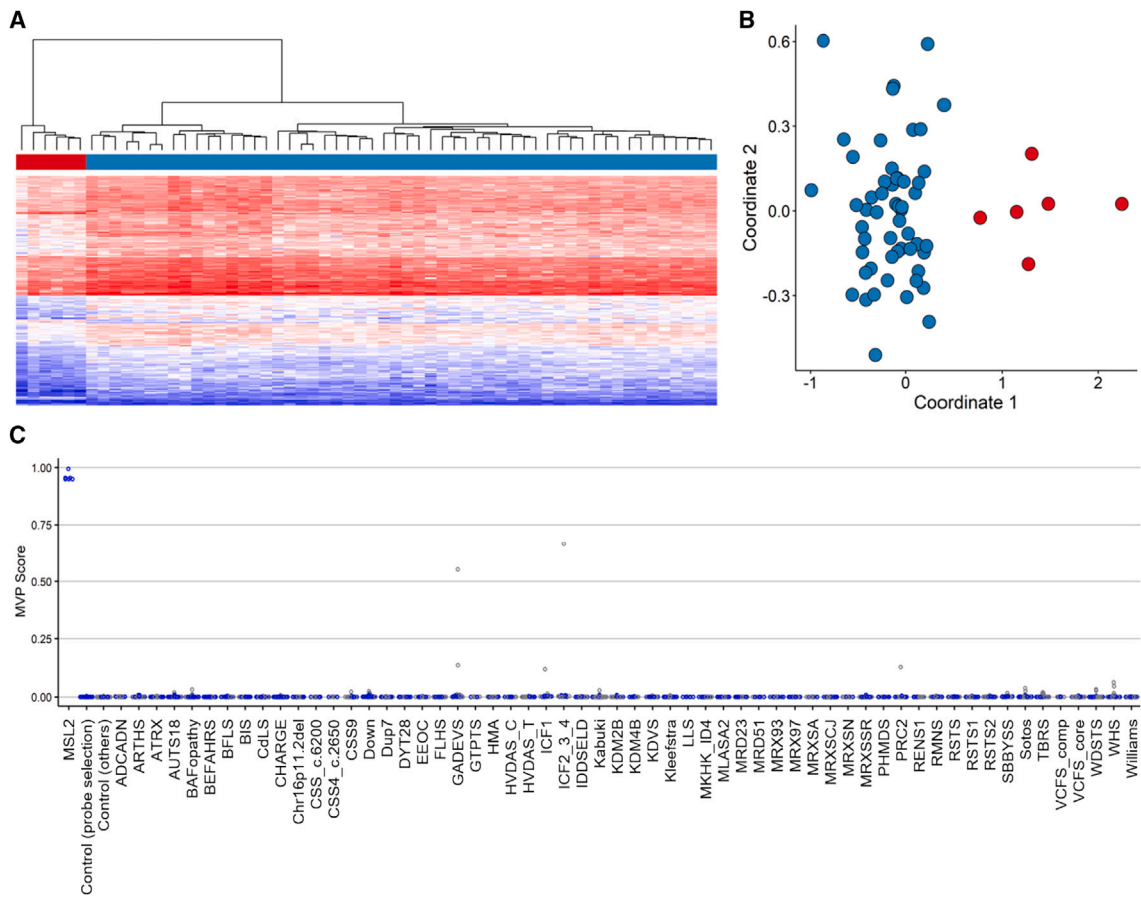 A
B
0.6
0.3
0.0
-0.3
Coordinate 2
-1
0
1
2
Coordinate 1
C
1.00
0.75
0.50
0.25
0.00
MVP Score
MSL2
Control (probe selection)
Control (others)
ADCADN
ARTHS
ATRX
AUTS18
BAFopathy
BEFAHRS
BFLS
BIS
CdLS
CHARGE
Chr16p11.2del
CSS_c.6200
CSS4_c.2650
CSS9
Down
Dup7
DYT28
EEOC
FLHS
GADEVS
GTPTS
HMA
HVDAS_C
HVDAS_T
ICF1
ICF2_3_4
IDDSELD
Kabuki
KDM2B
KDM4B
KDVS
Kleefstra
LLS
MKHK_ID4
MLASA2
MRD23
MRD51
MRX93
MRX97
MRXSA
MRXSCJ
MRXSN
MRXSSR
PHMDS
PRC2
RENS1
RMNS
RSTS
RSTS1
RSTS2
SBBYSS
Sotos
TBRS
VCFS_comp
VCFS_core
WDSTS
WHS
Williams